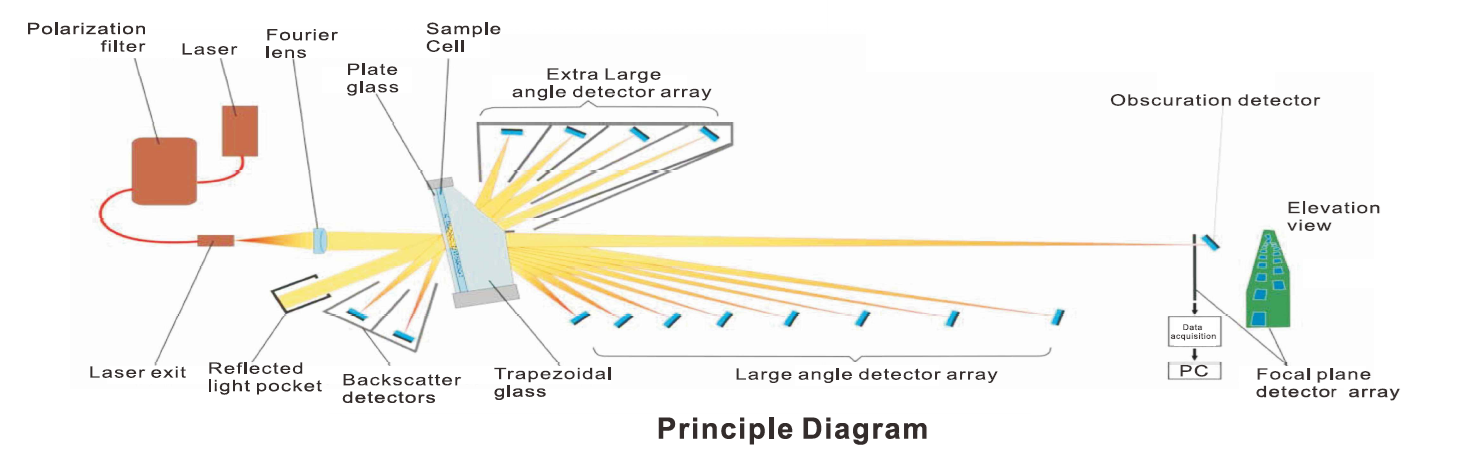 Polarization
filter
Laser
Fourier
lens
Sample
Cell
Plate
glass
Extra Large
angle detector array
Obscuration detector
Elevation
view
Data
acquisition
PC
Laser exit
Reflected
light pocket
Backscatter
detectors
Trapezoidal
glass
Large angle detector array
Focal plane
detector array
Principle Diagram